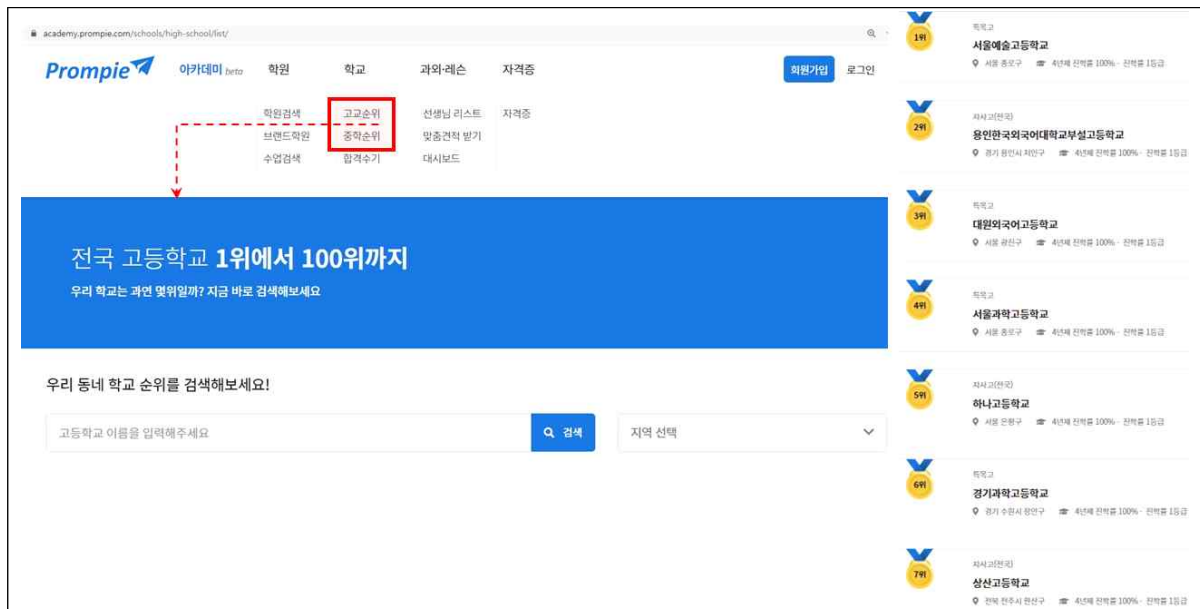 academy.prompie.com/schools/high-school/list/
Prompie
아카데미 beta
학원
학교
과외·레슨
자격증
회원가입
로그인
학원검색
고교순위
선생님 리스트
자격증
브랜드학원
중학순위
맞춤견적 받기
수업검색
합격수기
대시보드
전국 고등학교 1위에서 100위까지
우리 학교는 과연 몇위일까? 지금 바로 검색해보세요
우리 동네 학교 순위를 검색해보세요!
고등학교 이름을 입력해주세요
검색
지역 선택
1위
특목고
서울예술고등학교
서울 종로구 4년제 진학률 100% · 진학률 1등급
2위
자사고(전국)
용인한국외국어대학교부설고등학교
경기 용인시 처인구 4년제 진학률 100% · 진학률 1등급
3위
특목고
대원외국어고등학교
서울 광진구 4년제 진학률 100% · 진학률 1등급
4위
특목고
서울과학고등학교
서울 종로구 4년제 진학률 100% · 진학률 1등급
5위
자사고(전국)
하나고등학교
서울 은평구 4년제 진학률 100% · 진학률 1등급
6위
특목고
경기과학고등학교
경기 수원시 장안구 4년제 진학률 100% · 진학률 1등급
7위
자사고(전국)
상산고등학교
전북 전주시 완산구 4년제 진학률 100% · 진학률 1등급